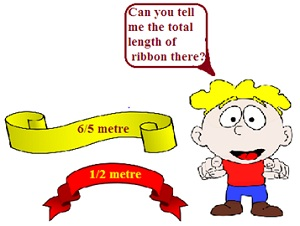 Can you tell
me the total
length of
ribbon there?
6/5 metre
1/2 metre